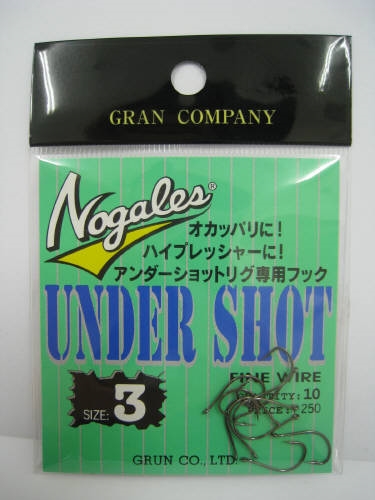 GRAN COMPANY
Nogales®
オカッパリに!
ハイプレッシャーに!
アンダーショットリグ専用フック
UNDER SHOT
FINE WIRE
10
250
SIZE: 3
GRUN CO., LTD.